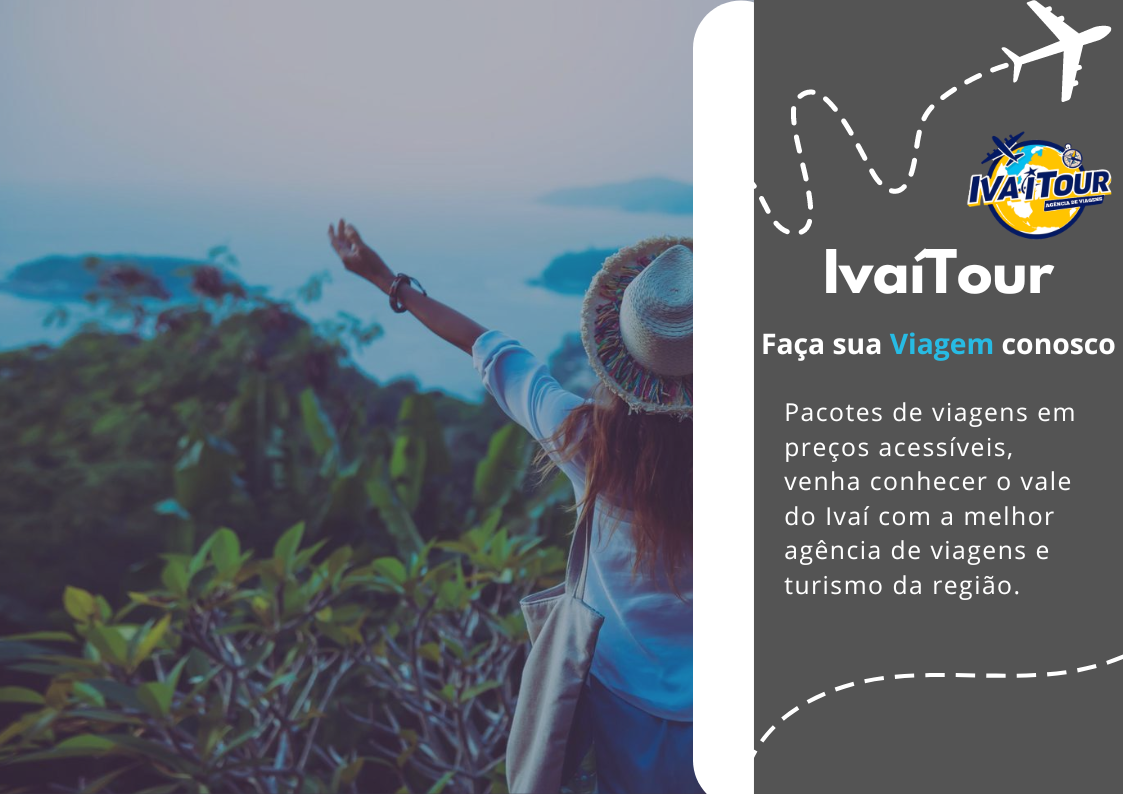 IVAíTOUR
AGÊNCIA DE VIAGENS
IvaíTour
Faça sua Viagem conosco
Pacotes de viagens em
preços acessíveis,
venha conhecer o vale
do Ivaí com a melhor
agência de viagens e
turismo da região.